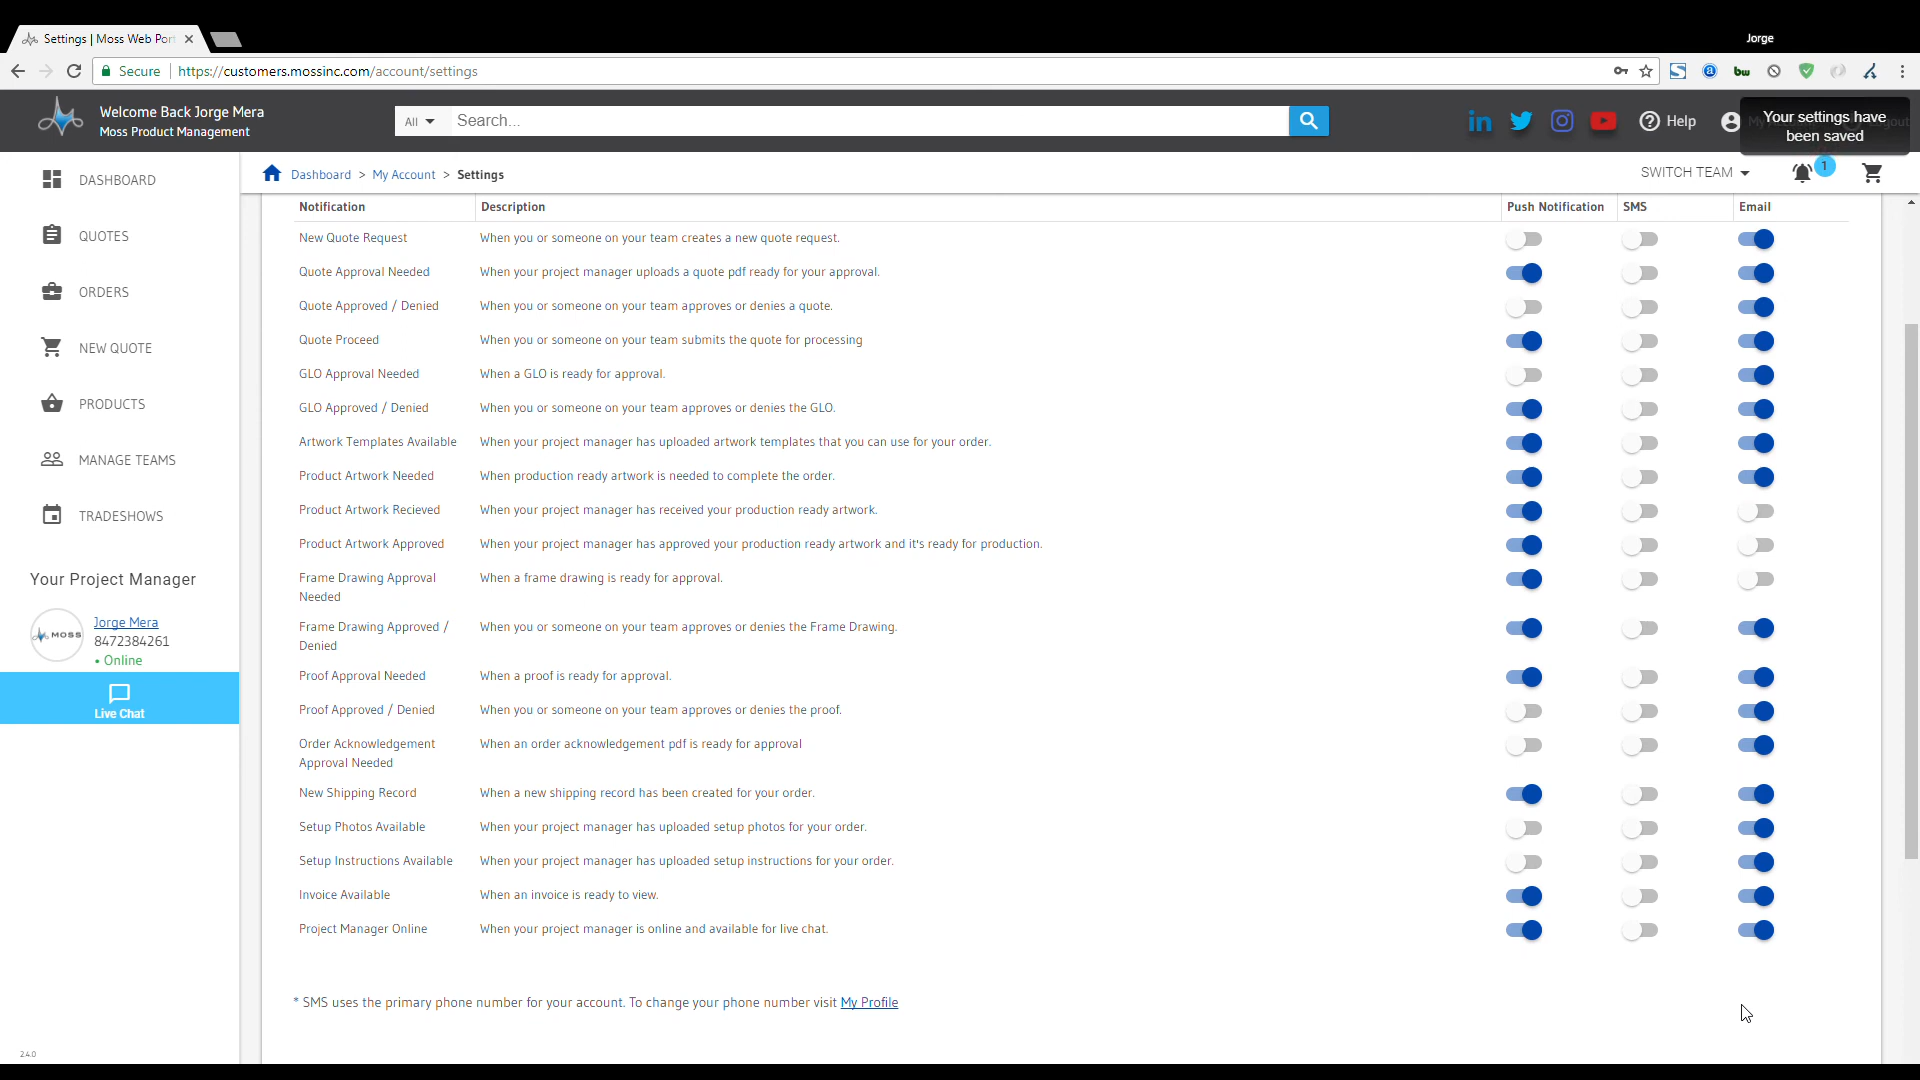 Settings | Moss Web Port
Jorge
Secure
https://customers.mossinc.com/account/settings
Welcome Back Jorge Mera
Moss Product Management
All
Search...
Help
Your settings have
been saved
DASHBOARD
QUOTES
ORDERS
NEW QUOTE
PRODUCTS
MANAGE TEAMS
TRADESHOWS
Your Project Manager
MOSS
Jorge Mera
8472384261
• Online
Live Chat
2.4.0
Dashboard > My Account > Settings
SWITCH TEAM
1
Notification Description Push Notification SMS Email
New Quote Request When you or someone on your team creates a new quote request.
Quote Approval Needed When your project manager uploads a quote pdf ready for your approval.
Quote Approved / Denied When you or someone on your team approves or denies a quote.
Quote Proceed When you or someone on your team submits the quote for processing
GLO Approval Needed When a GLO is ready for approval.
GLO Approved / Denied When you or someone on your team approves or denies the GLO.
Artwork Templates Available When your project manager has uploaded artwork templates that you can use for your order.
Product Artwork Needed When production ready artwork is needed to complete the order.
Product Artwork Recieved When your project manager has received your production ready artwork.
Product Artwork Approved When your project manager has approved your production ready artwork and it's ready for production.
Frame Drawing Approval When a frame drawing is ready for approval.
Needed
Frame Drawing Approved / When you or someone on your team approves or denies the Frame Drawing.
Denied
Proof Approval Needed When a proof is ready for approval.
Proof Approved / Denied When you or someone on your team approves or denies the proof.
Order Acknowledgement When an order acknowledgement pdf is ready for approval
Approval Needed
New Shipping Record When a new shipping record has been created for your order.
Setup Photos Available When your project manager has uploaded setup photos for your order.
Setup Instructions Available When your project manager has uploaded setup instructions for your order.
Invoice Available When an invoice is ready to view.
Project Manager Online When your project manager is online and available for live chat.
* SMS uses the primary phone number for your account. To change your phone number visit My Profile